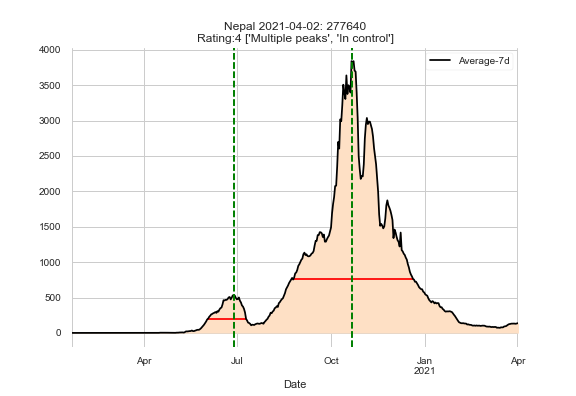 Nepal 2021-04-02: 277640
Rating:4 ['Multiple peaks', 'In control']
Average-7d
4000
3500
3000
2500
2000
1500
1000
500
0
Apr
Jul
Oct
Jan
2021
Apr
Date